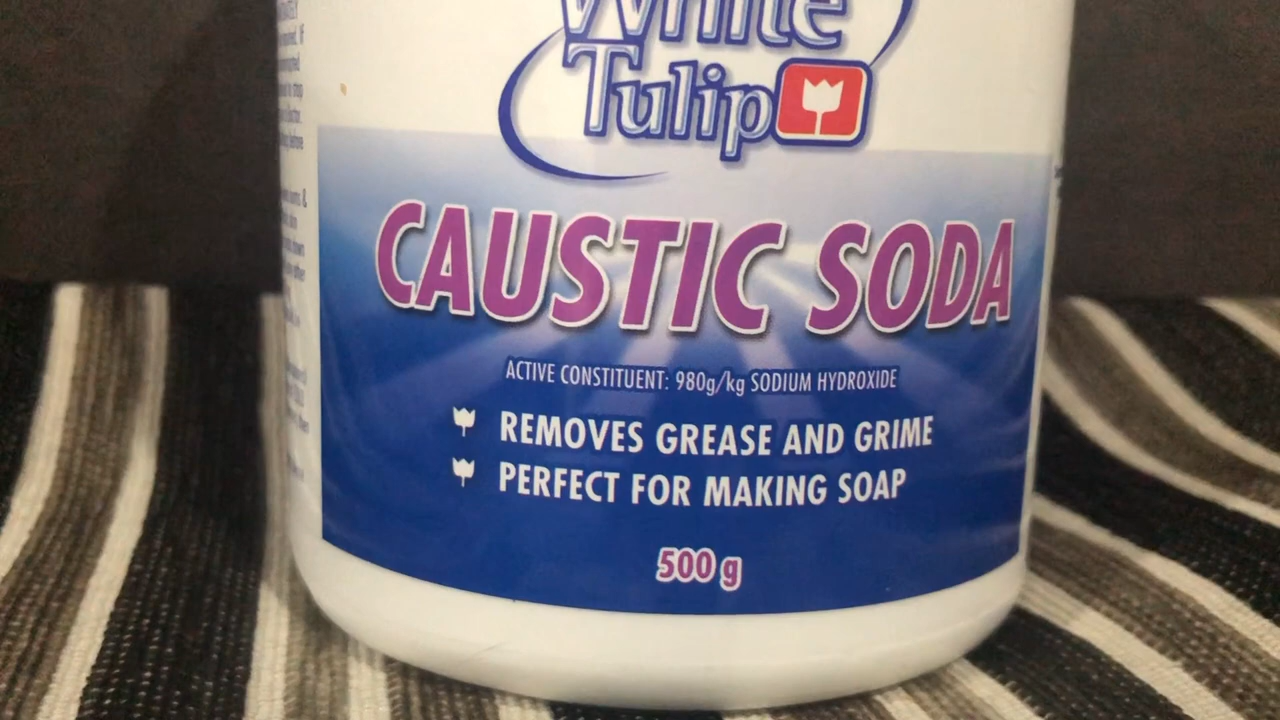 White
Tulip
CAUSTIC SODA
ACTIVE CONSTITUENT: 980g/kg SODIUM HYDROXIDE
REMOVES GREASE AND GRIME
PERFECT FOR MAKING SOAP
500 g